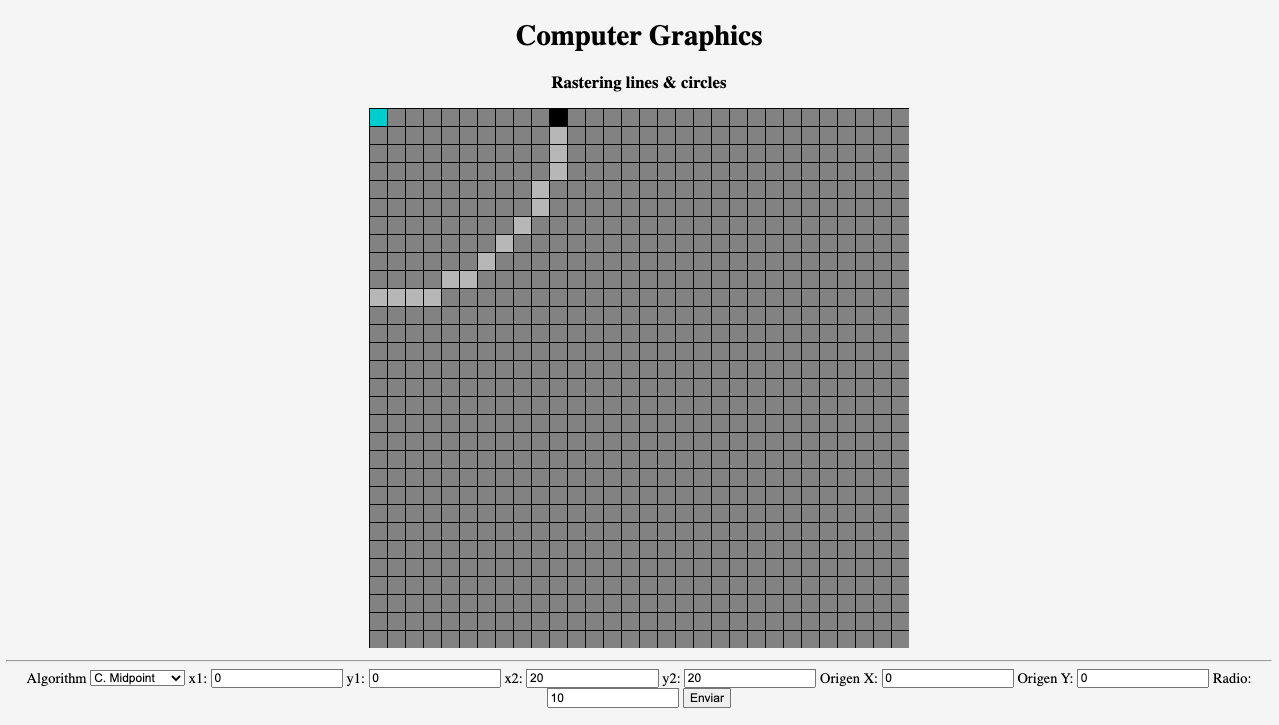 Computer Graphics
Rastering lines & circles
Algorithm C. Midpoint x1: 0 y1: 0 x2: 20 y2: 20 Origen X: 0 Origen Y: 0 Radio:
10 Enviar